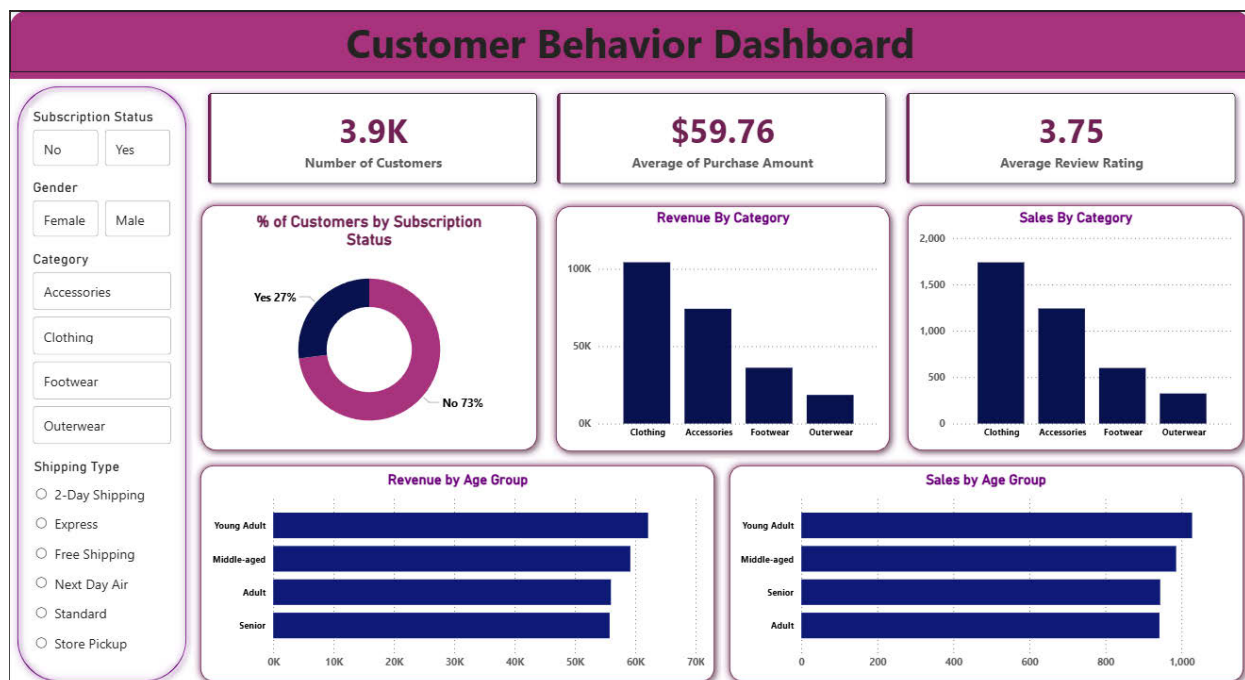 Customer Behavior Dashboard
Subscription Status
No Yes
Gender
Female Male
Category
Accessories
Clothing
Footwear
Outerwear
Shipping Type
2-Day Shipping
Express
Free Shipping
Next Day Air
Standard
Store Pickup
3.9K
Number of Customers
$59.76
Average of Purchase Amount
3.75
Average Review Rating
% of Customers by Subscription
Status
Yes 27%
No 73%
Revenue By Category
100K
50K
0K
Clothing Accessories Footwear Outerwear
Sales By Category
2,000
1,500
1,000
500
0
Clothing Accessories Footwear Outerwear
Revenue by Age Group
Young Adult
Middle-aged
Adult
Senior
0K 10K 20K 30K 40K 50K 60K 70K
Sales by Age Group
Young Adult
Middle-aged
Senior
Adult
0 200 400 600 800 1,000